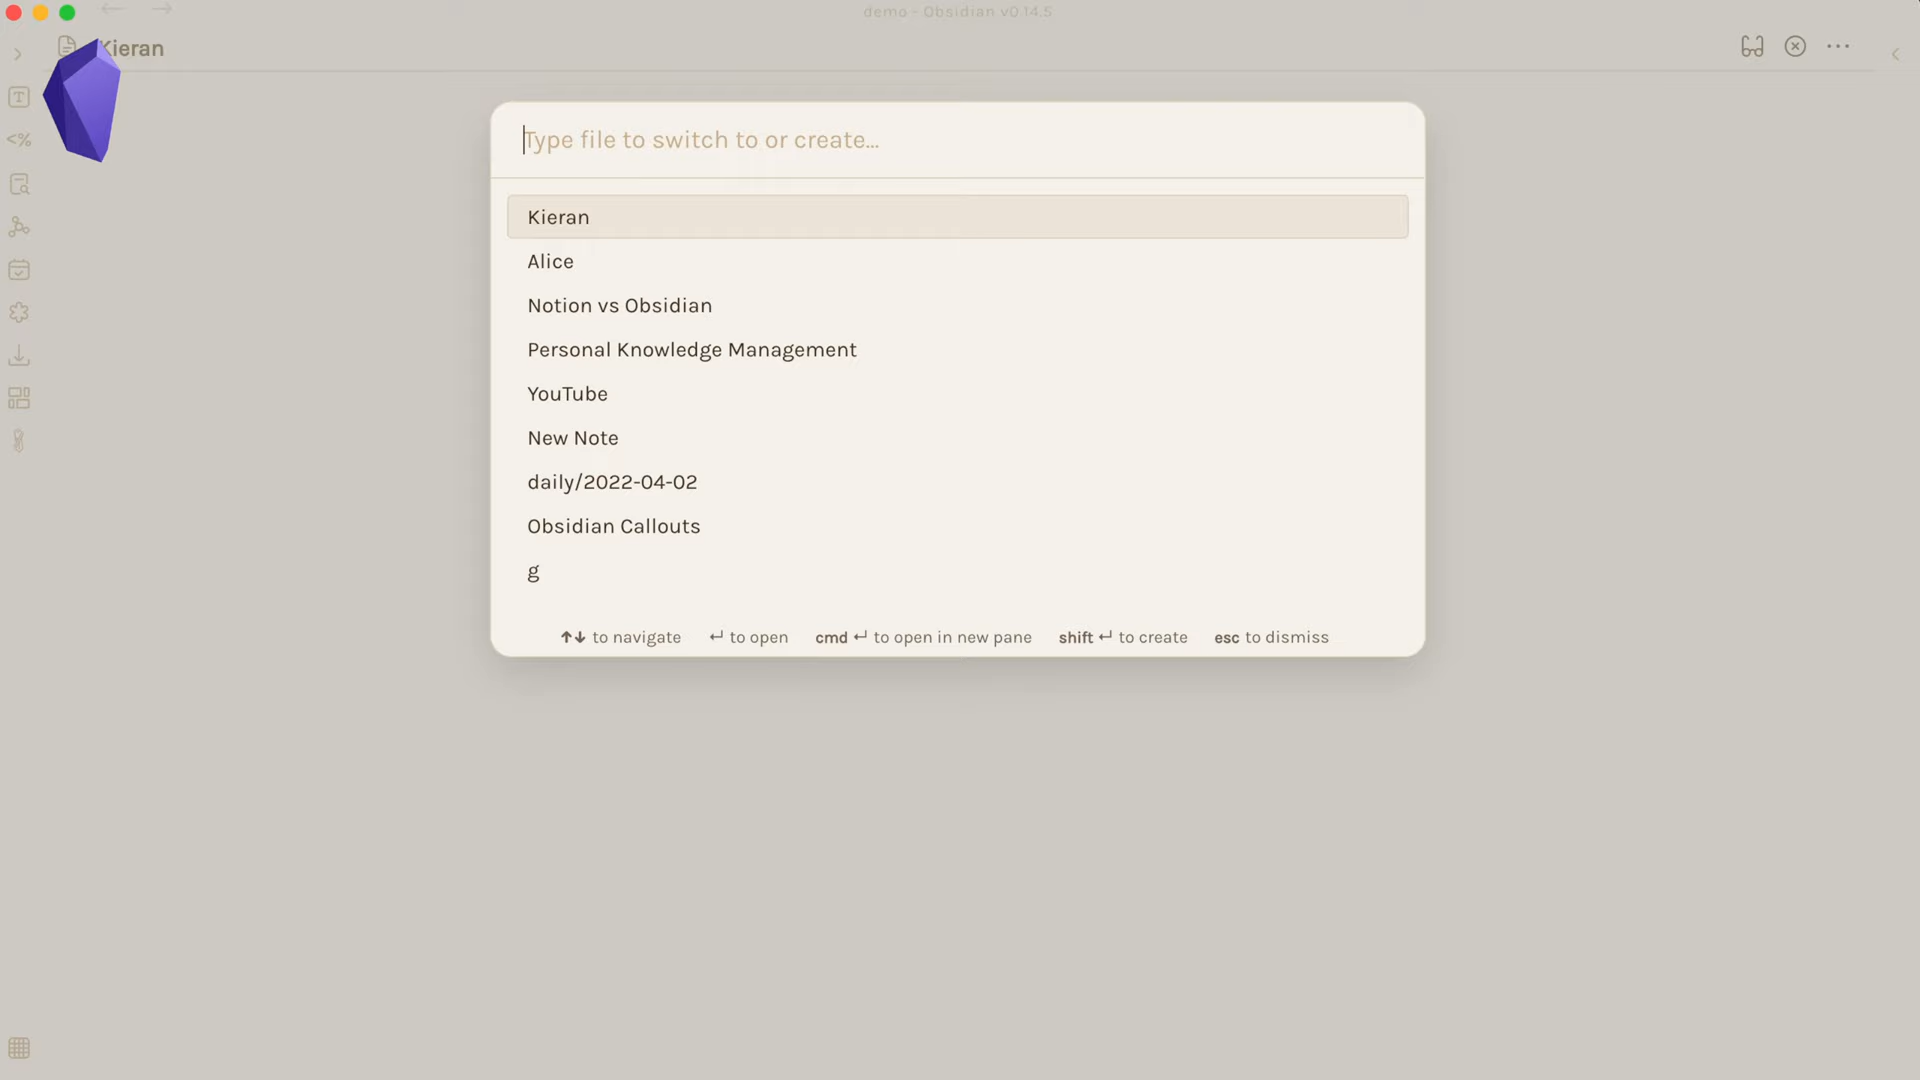 demo - Obsidian v0.14.5
Kieran
T
<%
Type file to switch to or create...
Kieran
Alice
Notion vs Obsidian
Personal Knowledge Management
YouTube
New Note
daily/2022-04-02
Obsidian Callouts
g
↑↓ to navigate ↵ to open cmd ↵ to open in new pane shift ↵ to create esc to dismiss